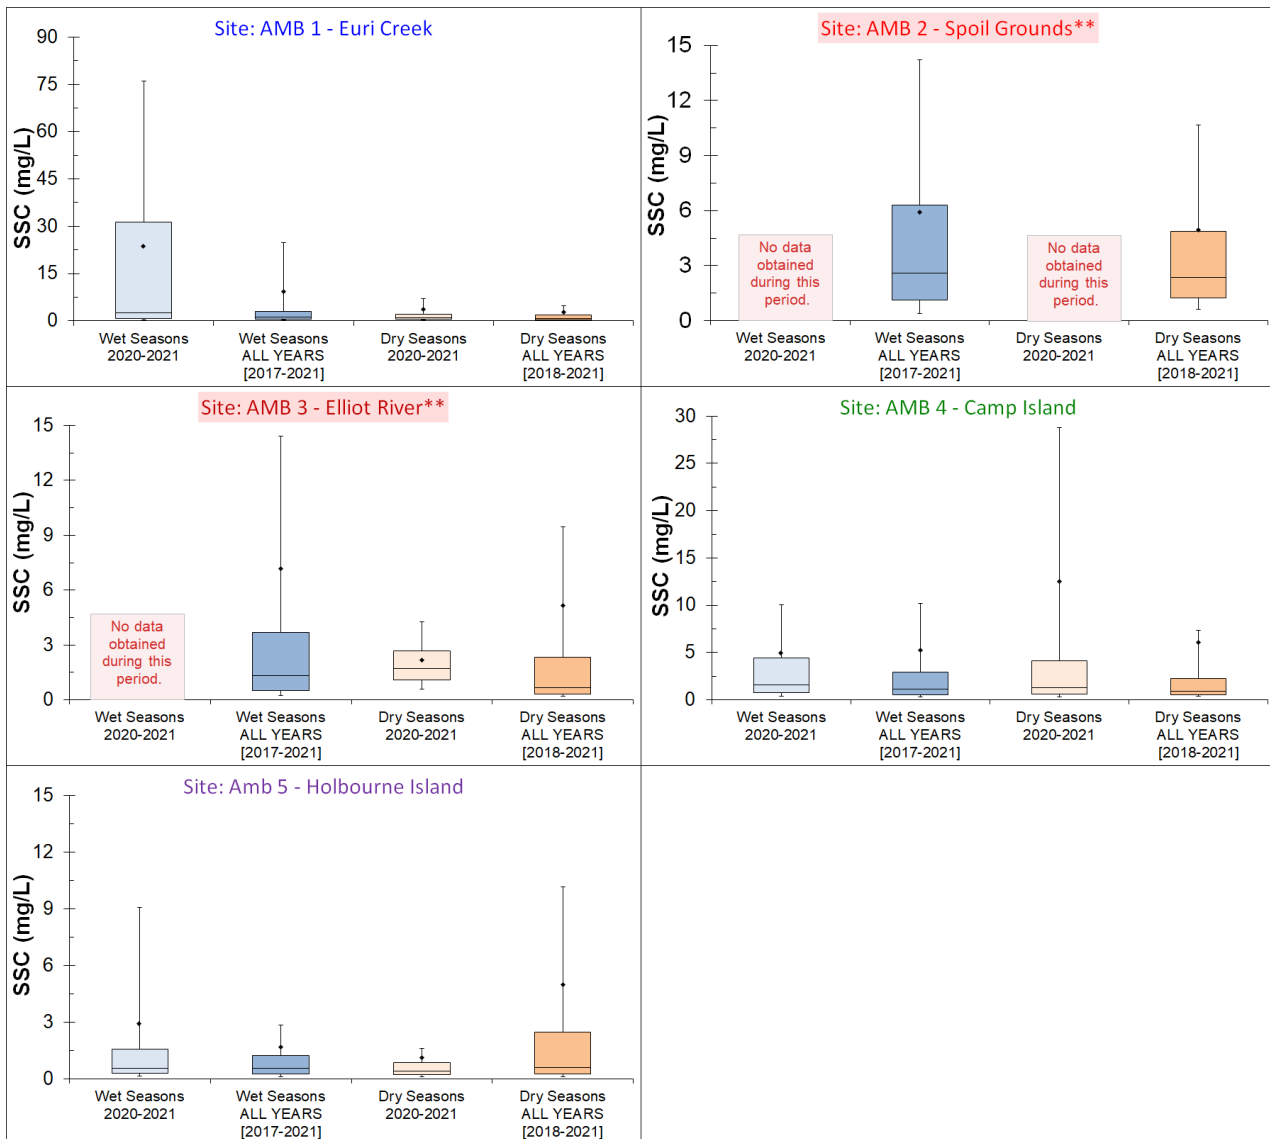 Site: AMB 1 - Euri Creek
SSC (mg/L)
90
75
60
45
30
15
0
Wet Seasons
2020-2021
Wet Seasons
ALL YEARS
[2017-2021]
Dry Seasons
2020-2021
Dry Seasons
ALL YEARS
[2018-2021]
Site: AMB 2 - Spoil Grounds**
SSC (mg/L)
15
12
9
6
3
0
No data
obtained
during this
period.
No data
obtained
during this
period.
Wet Seasons
2020-2021
Wet Seasons
ALL YEARS
[2017-2021]
Dry Seasons
2020-2021
Dry Seasons
ALL YEARS
[2018-2021]
Site: AMB 3 - Elliot River**
SSC (mg/L)
15
12
9
6
3
0
No data
obtained
during this
period.
Wet Seasons
2020-2021
Wet Seasons
ALL YEARS
[2017-2021]
Dry Seasons
2020-2021
Dry Seasons
ALL YEARS
[2018-2021]
Site: AMB 4 - Camp Island
SSC (mg/L)
30
25
20
15
10
5
0
Wet Seasons
2020-2021
Wet Seasons
ALL YEARS
[2017-2021]
Dry Seasons
2020-2021
Dry Seasons
ALL YEARS
[2018-2021]
Site: Amb 5 - Holbourne Island
SSC (mg/L)
15
12
9
6
3
0
Wet Seasons
2020-2021
Wet Seasons
ALL YEARS
[2017-2021]
Dry Seasons
2020-2021
Dry Seasons
ALL YEARS
[2018-2021]